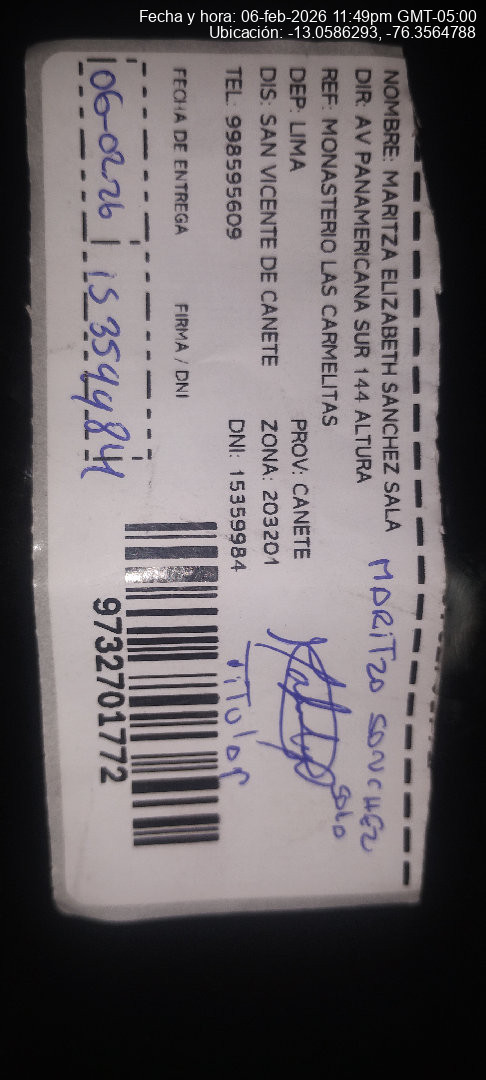 Fecha y hora: 06-feb-2026 11:49pm GMT-05:00
Ubicación: -13.0586293, -76.3564788
NOMBRE: MARITZA ELIZABETH SANCHEZ SALA
DIR: AV PANAMERICANA SUR 144 ALTURA
REF: MONASTERIO LAS CARMELITAS
DEP: LIMA PROV: CANETE
DIS: SAN VICENTE DE CANETE ZONA: 203201
TEL: 998595609 DNI: 15359984
FECHA DE ENTREGA FIRMA / DNI
06-02-26 15359984
9732701772
MARITZA SANCHEZ
Sala
Titular